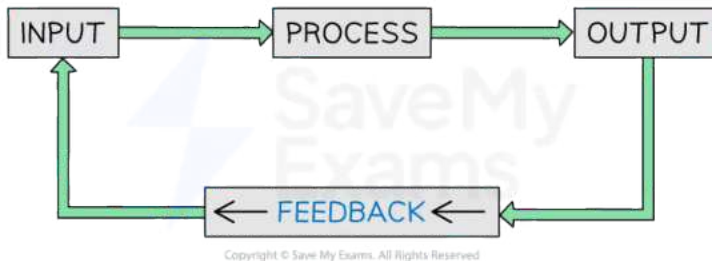 INPUT
PROCESS
OUTPUT
SaveMy
Exams
← FEEDBACK ←
Copyright © Save My Exams. All Rights Reserved